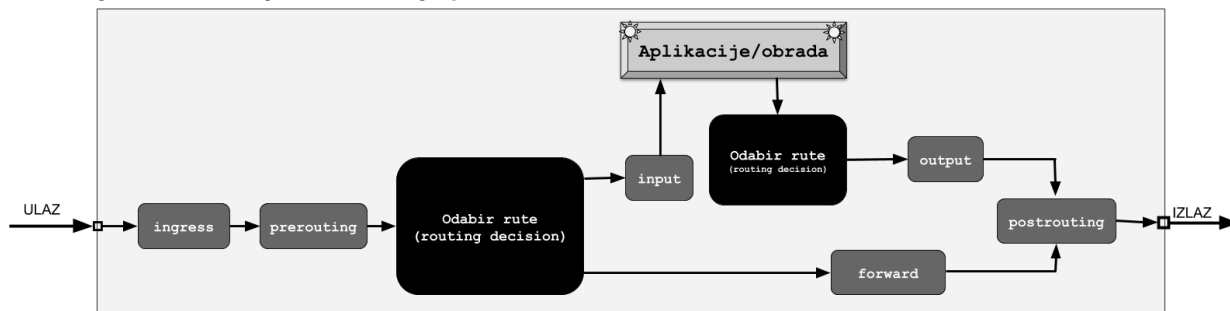 Aplikacije/obrada
Odabir rute
(routing decision)
output
input
ULAZ
ingress
prerouting
Odabir rute
(routing decision)
postrouting
IZLAZ
forward